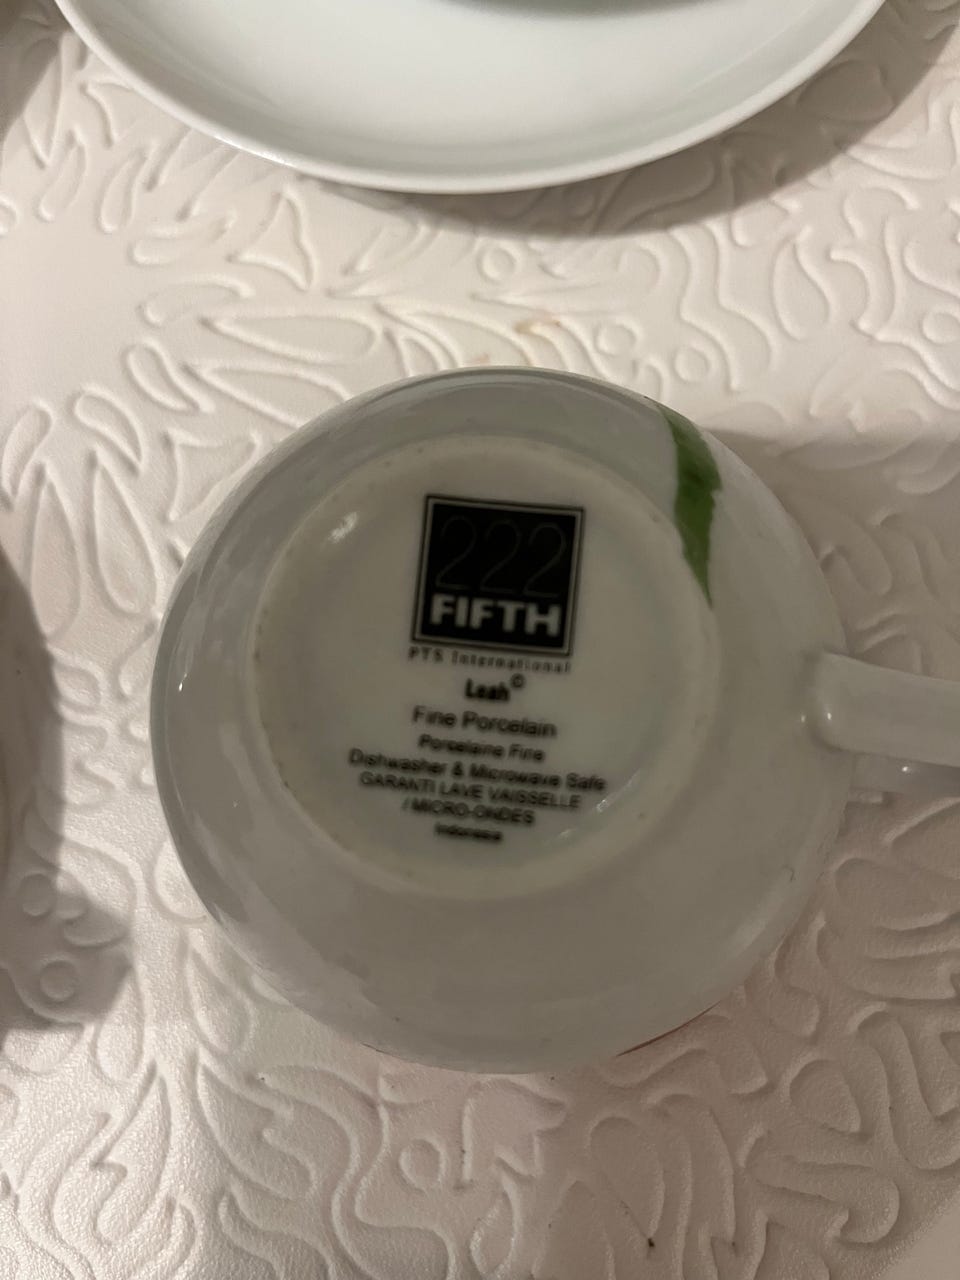 222
FIFTH
PTS International
Leah©
Fine Porcelain
Porcelaine Fine
Dishwasher & Microwave Safe
GARANTI LAVE VAISSELLE
/ MICRO-ONDES
Indonesia